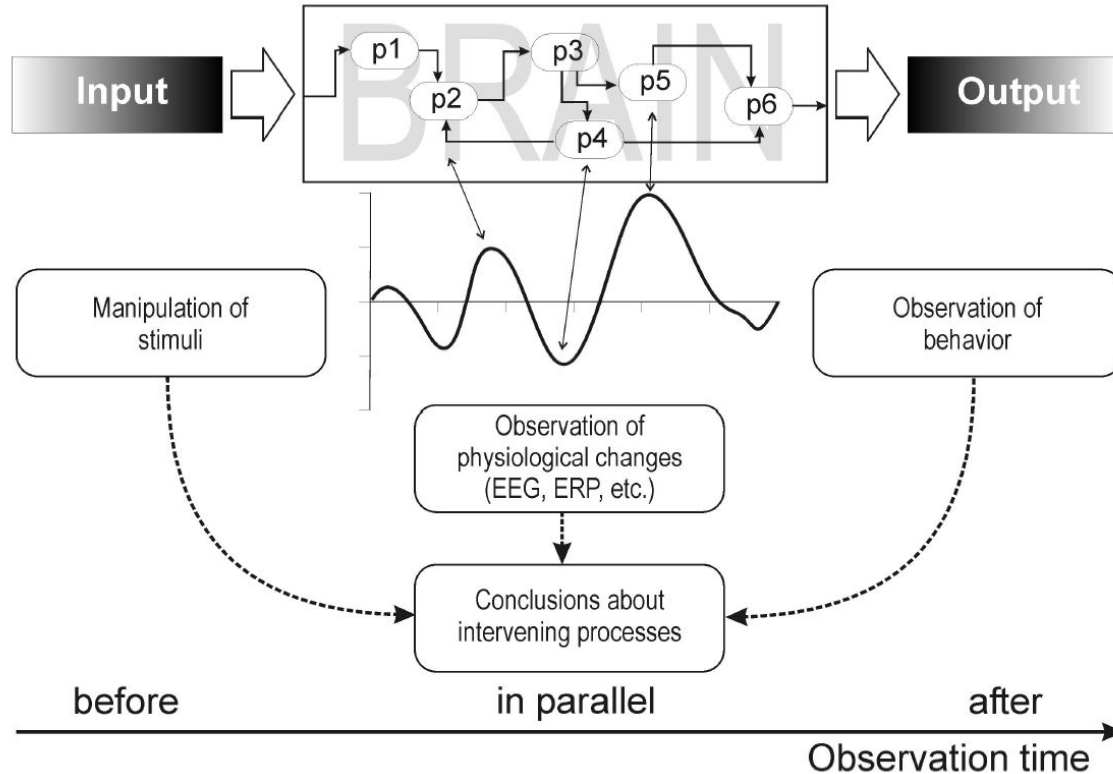 BRAIN
Input
p1
p2
p3
p4
p5
p6
Output
Manipulation of
stimuli
Observation of
behavior
Observation of
physiological changes
(EEG, ERP, etc.)
Conclusions about
intervening processes
before
in parallel
after
Observation time